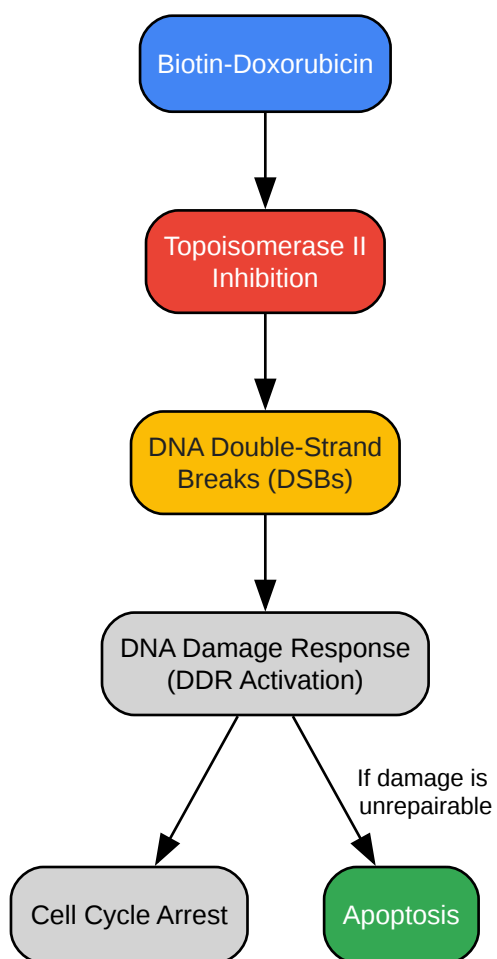 Biotin-Doxorubicin
Topoisomerase II
Inhibition
DNA Double-Strand
Breaks (DSBs)
DNA Damage Response
(DDR Activation)
If damage is
unrepairable
Cell Cycle Arrest
Apoptosis